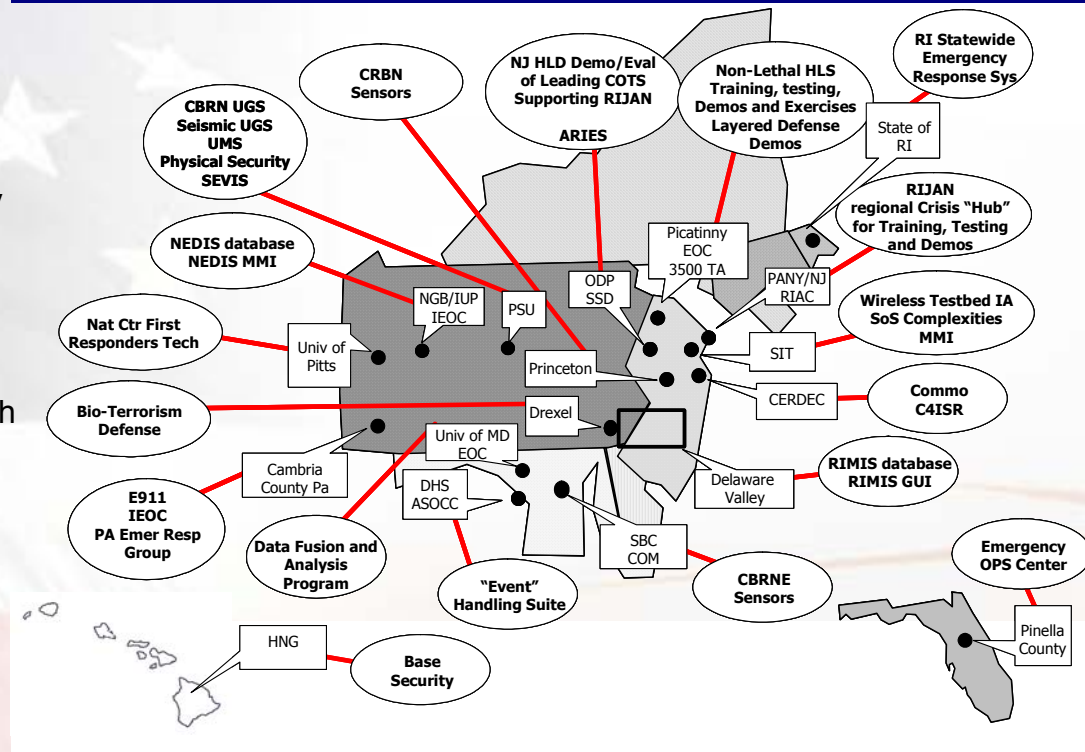 CRBN
Sensors
NJ HLD Demo/Eval
of Leading COTS
Supporting RIJAN
ARIES
Non-Lethal HLS
Training, testing,
Demos and Exercises
Layered Defense
Demos
RI Statewide
Emergency
Response Sys
CBRN UGS
Seismic UGS
UMS
Physical Security
SEVIS
State of
RI
y
NEDIS database
NEDIS MMI
RIJAN
regional Crisis “Hub”
for Training, Testing
and Demos
Picatinny
EOC
3500 TA
ODP
SSD
PANY/NJ
RIAC
NGB/IUP
IEOC
PSU
Wireless Testbed IA
SoS Complexities
MMI
Nat Ctr First
Responders Tech
Univ of
Pitts
Princeton
SIT
CERDEC
Commo
C4ISR
h
Bio-Terrorism
Defense
Drexel
Univ of MD
EOC
Cambria
County Pa
DHS
ASOCC
Delaware
Valley
RIMIS database
RIMIS GUI
E911
IEOC
PA Emer Resp
Group
Data Fusion and
Analysis
Program
SBC
COM
“Event”
Handling Suite
CBRNE
Sensors
Emergency
OPS Center
Pinella
County
HNG
Base
Security